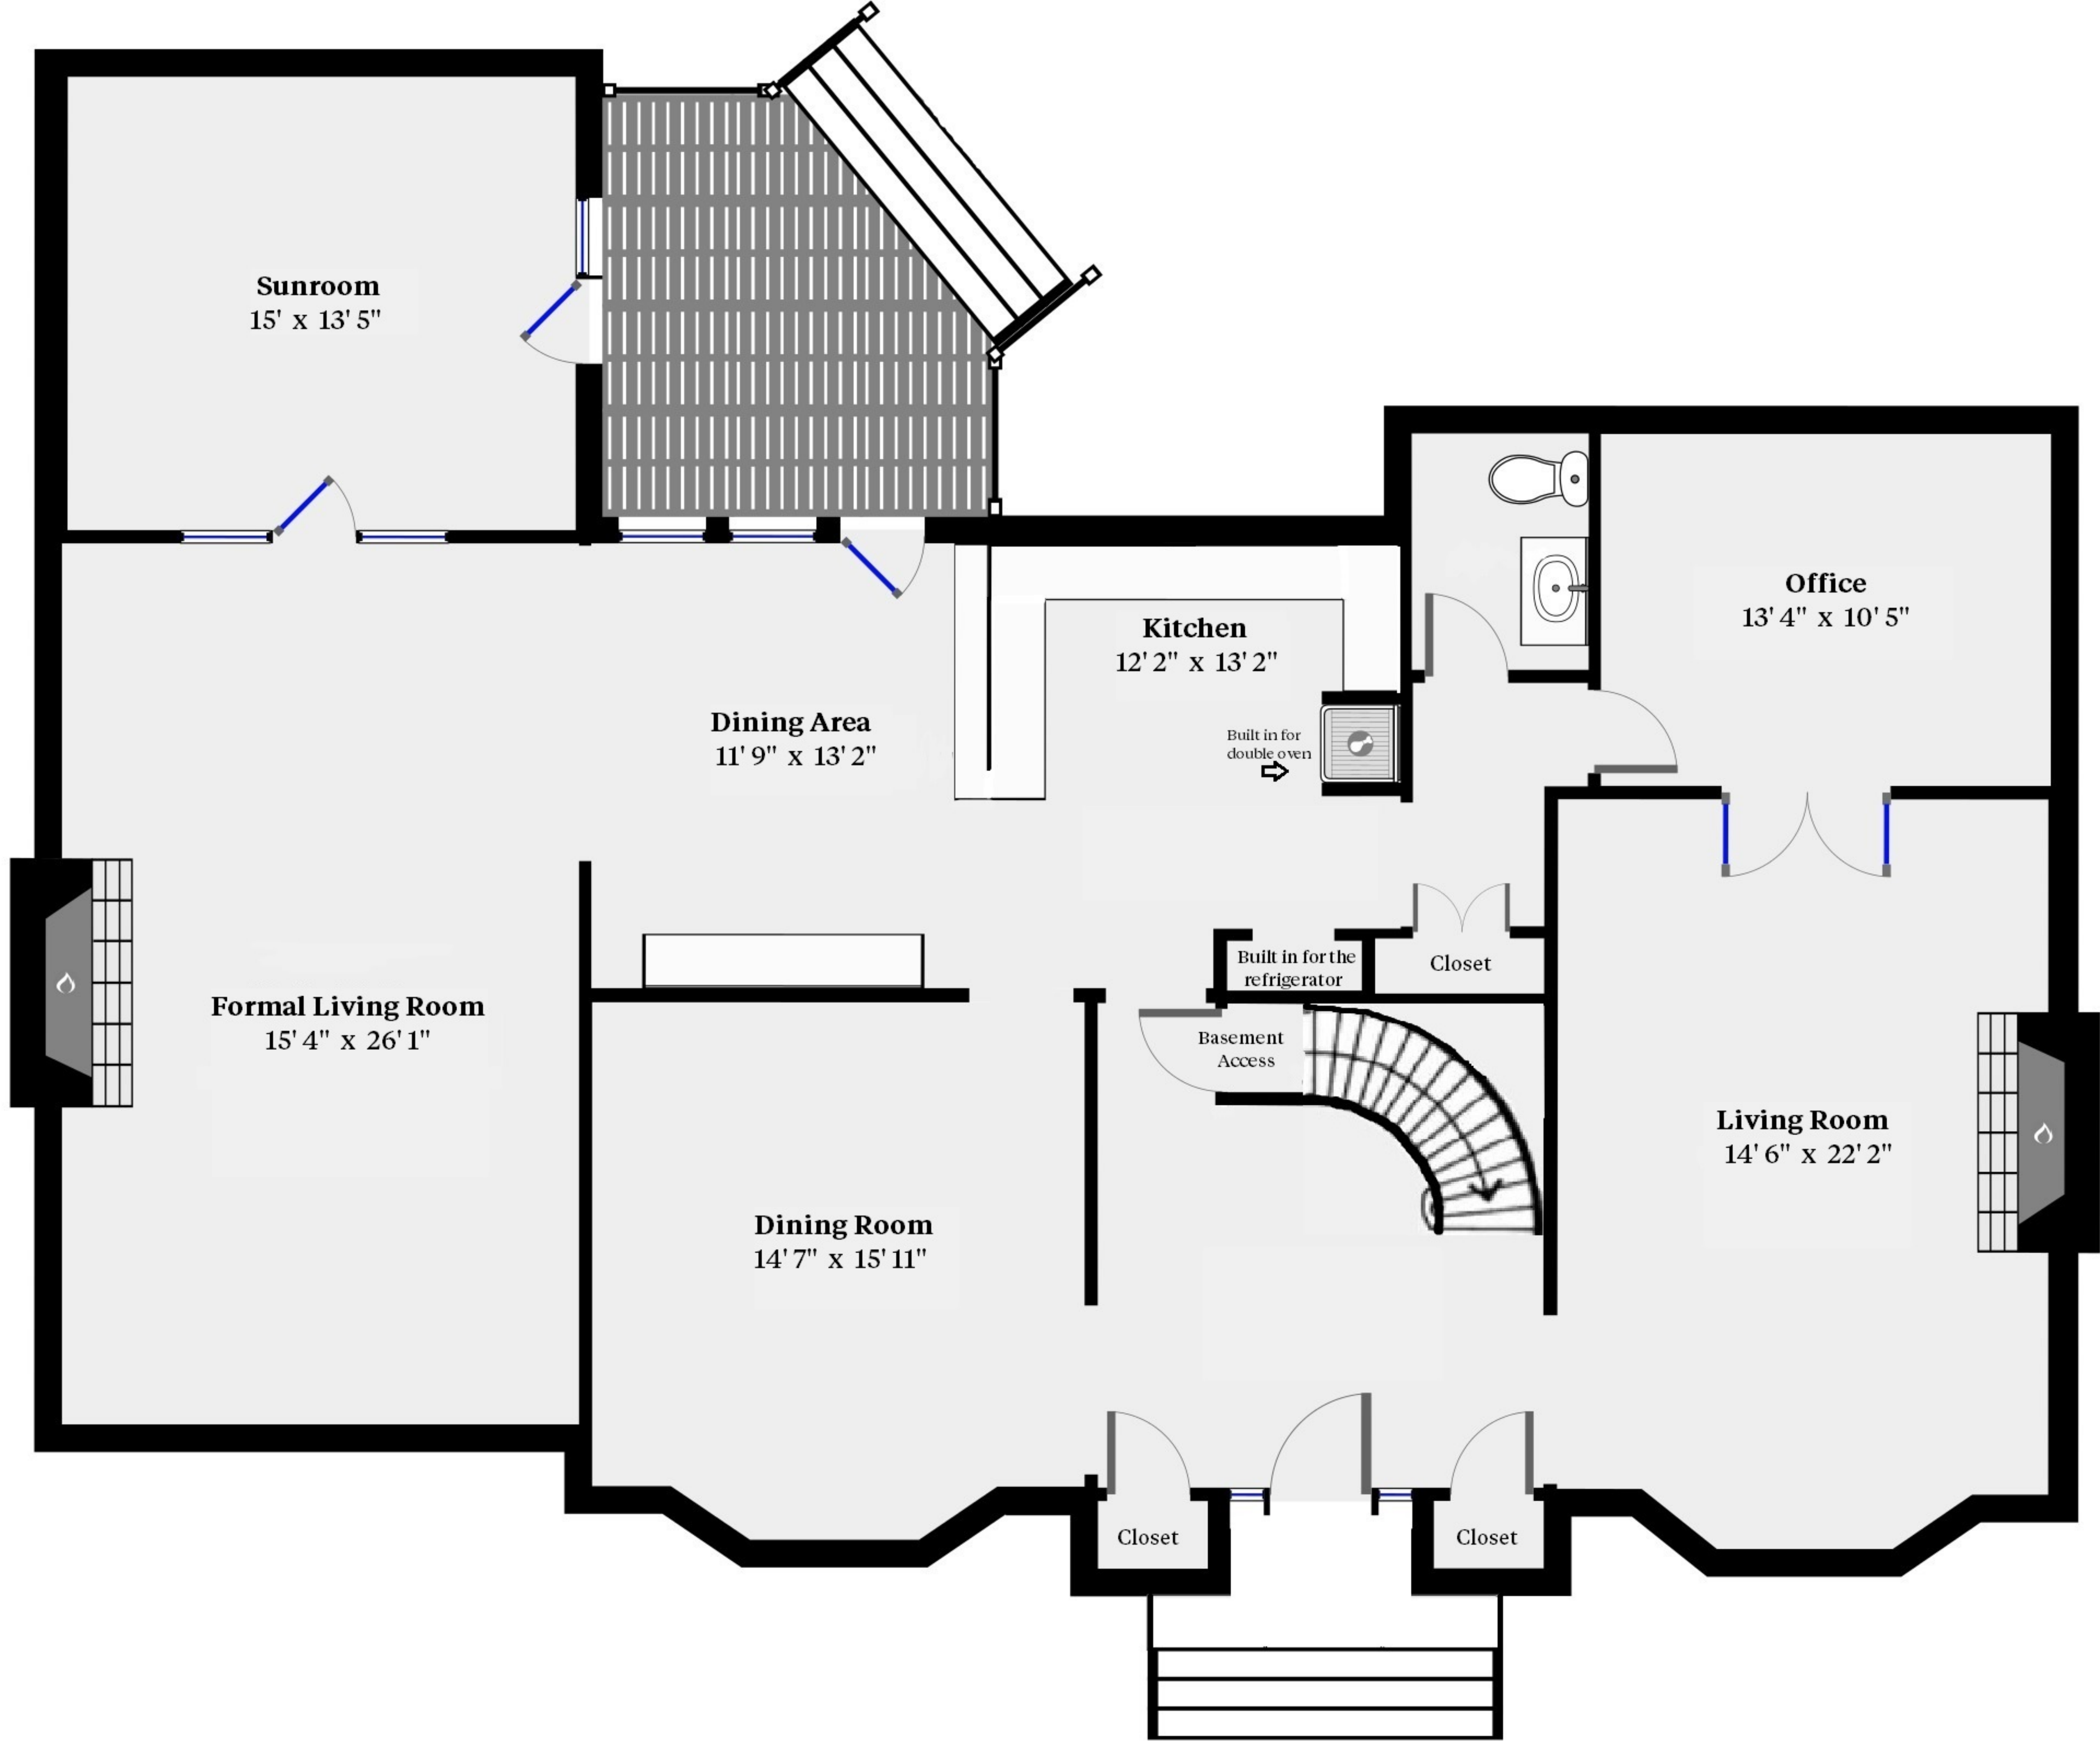 Sunroom
15' x 13' 5"
Office
13' 4" x 10' 5"
Kitchen
12' 2" x 13' 2"
Dining Area
11' 9" x 13' 2"
Built in for
double oven
Built in for the
refrigerator
Closet
Formal Living Room
15' 4" x 26' 1"
Basement
Access
Living Room
14' 6" x 22' 2"
Dining Room
14' 7" x 15' 11"
Closet
Closet